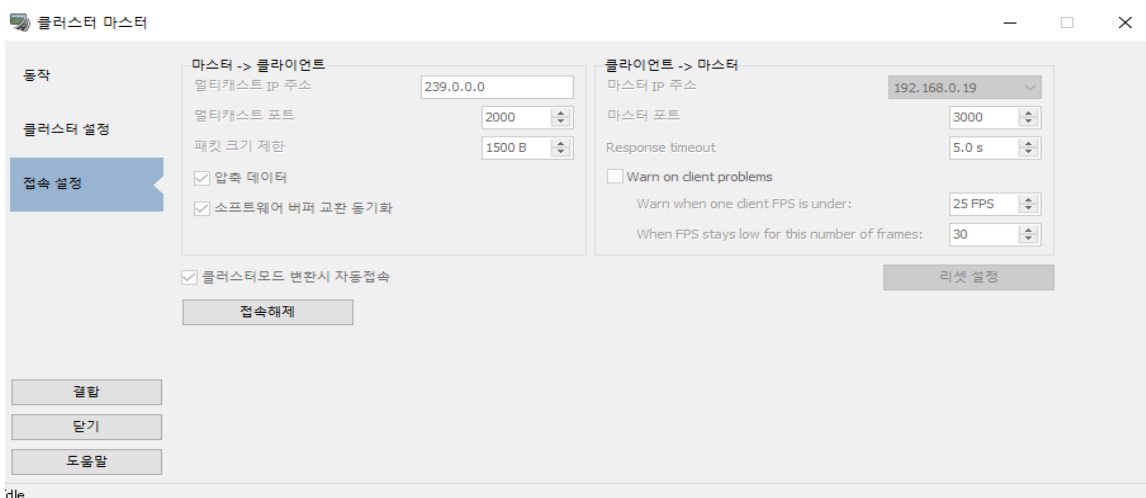 클러스터 마스터
동작
클러스터 설정
접속 설정
마스터 -> 클라이언트
멀티캐스트 IP 주소
239.0.0.0
멀티캐스트 포트
2000
패킷 크기 제한
1500 B
압축 데이터
소프트웨어 버퍼 교환 동기화
클라이언트 -> 마스터
마스터 IP 주소
192.168.0.19
마스터 포트
3000
Response timeout
5.0 s
Warn on client problems
Warn when one client FPS is under:
25 FPS
When FPS stays low for this number of frames:
30
클러스터모드 변환시 자동접속
리셋 설정
접속해제
결합
닫기
도움말
Idle